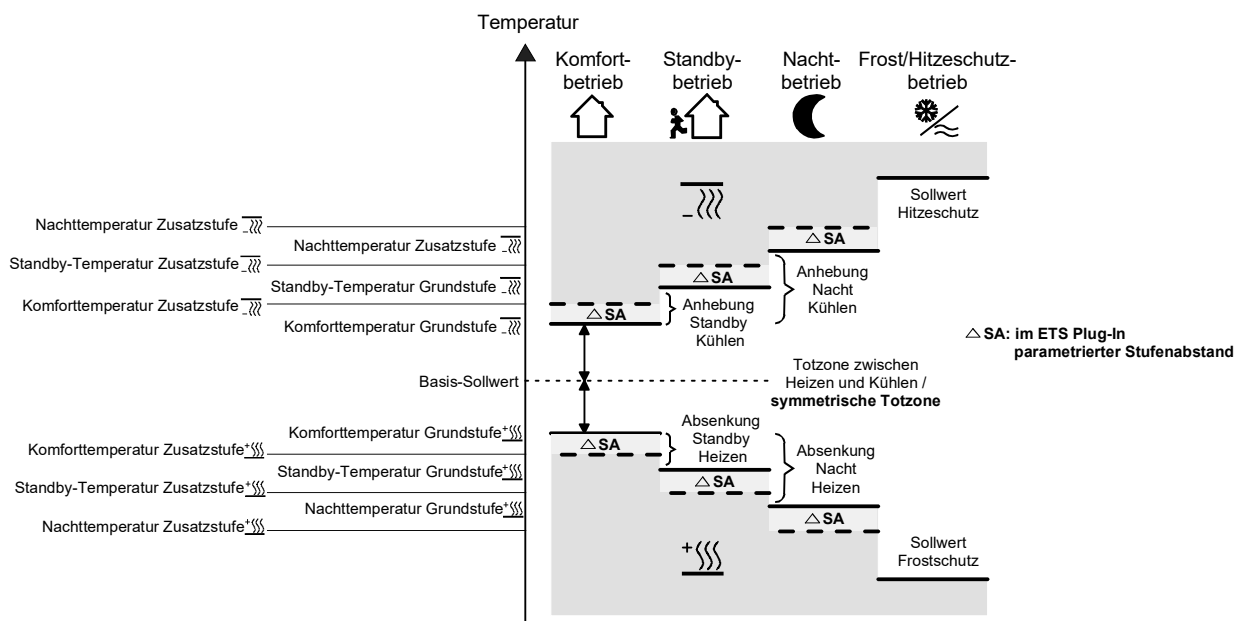 Temperatur
Komfort-
betrieb
Standby-
betrieb
Nacht-
betrieb
Frost/Hitzeschutz-
betrieb
Sollwert
Hitzeschutz
Nachttemperatur Zusatzstufe
Nachttemperatur Zusatzstufe
Standby-Temperatur Zusatzstufe
Standby-Temperatur Grundstufe
Komforttemperatur Zusatzstufe
Komforttemperatur Grundstufe
△ SA
△ SA
△ SA
Anhebung
Standby
Kühlen
Anhebung
Nacht
Kühlen
△ SA: im ETS Plug-In
parametrierter Stufenabstand
Basis-Sollwert
Totzone zwischen
Heizen und Kühlen /
symmetrische Totzone
Komforttemperatur Grundstufe
Komforttemperatur Zusatzstufe
Standby-Temperatur Grundstufe
Standby-Temperatur Zusatzstufe
Nachttemperatur Grundstufe
Nachttemperatur Zusatzstufe
△ SA
△ SA
△ SA
Absenkung
Standby
Heizen
Absenkung
Nacht
Heizen
Sollwert
Frostschutz